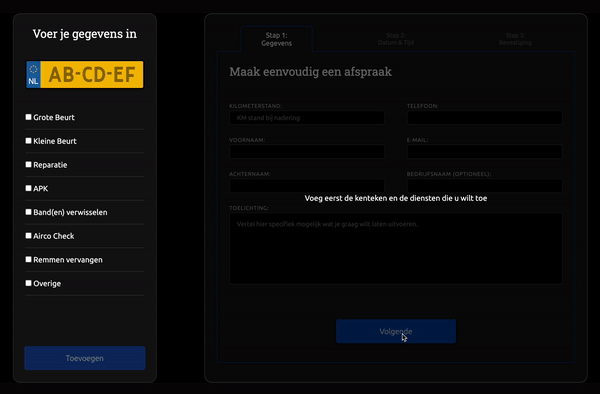 Voer je gegevens in
NL
AB-CD-EF
Grote Beurt
Kleine Beurt
Reparatie
APK
Band(en) verwisselen
Airco Check
Remmen vervangen
Overige
Toevoegen
Stap 1:
Gegevens
Stap 2:
Datum & Tijd
Stap 3:
Bevestiging
Maak eenvoudig een afspraak
KILOMETERSTAND:
TELEFOON:
KM stand bij nadering
VOORNAAM:
E-MAIL:
ACHTERNAAM:
BEDRIJFSNAAM (OPTIONEEL):
Voeg eerst de kenteken en de diensten die u wilt toe
TOELICHTING:
Vertel hier specifiek mogelijk wat je graag wilt laten uitvoeren.
Volgende